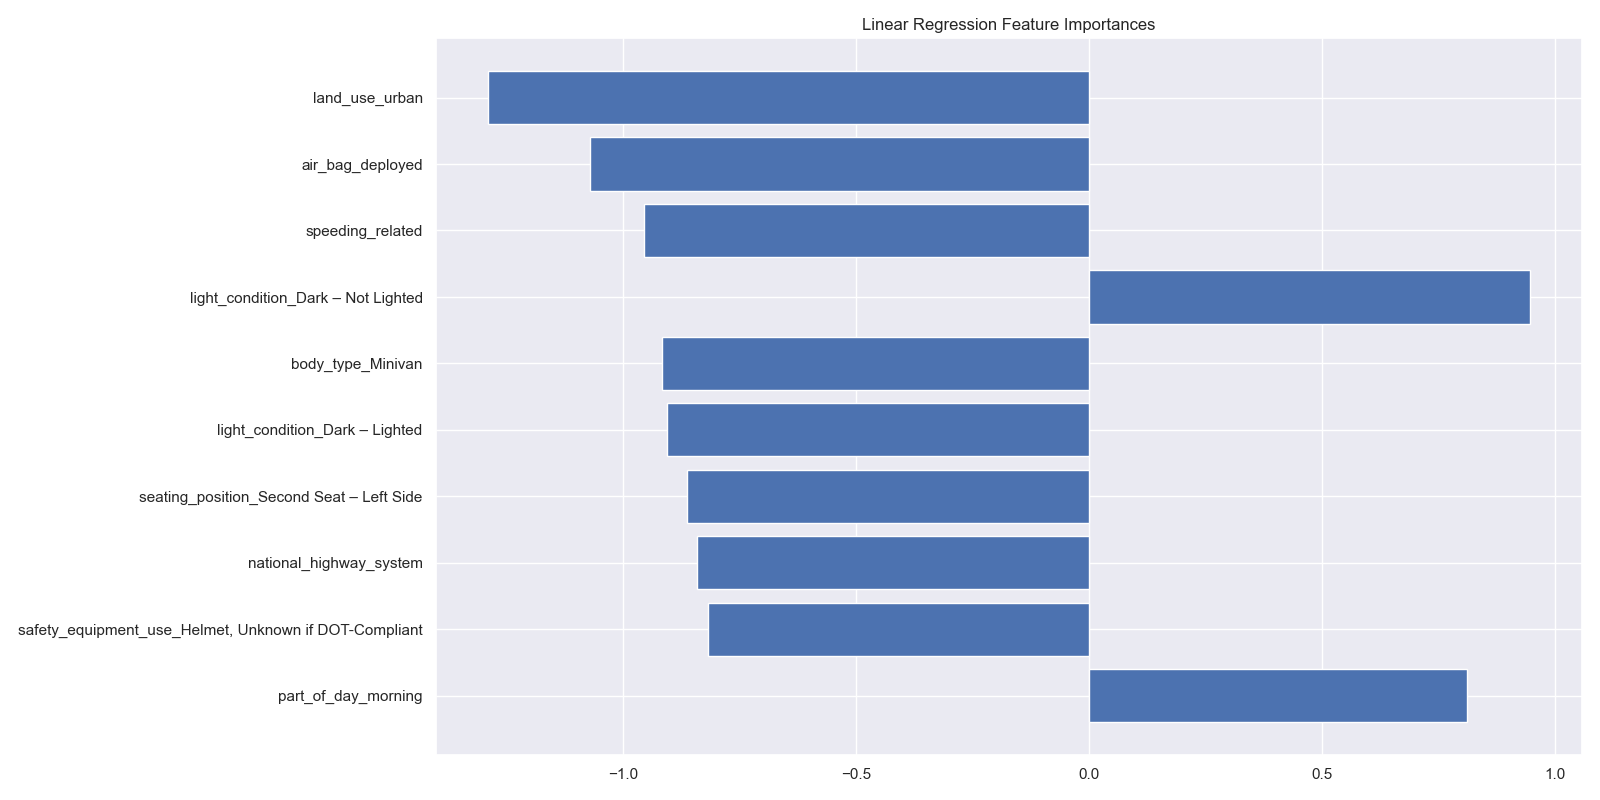 Linear Regression Feature Importances
land_use_urban
air_bag_deployed
speeding_related
light_condition_Dark – Not Lighted
body_type_Minivan
light_condition_Dark – Lighted
seating_position_Second Seat – Left Side
national_highway_system
safety_equipment_use_Helmet, Unknown if DOT-Compliant
part_of_day_morning
−1.0 −0.5 0.0 0.5 1.0